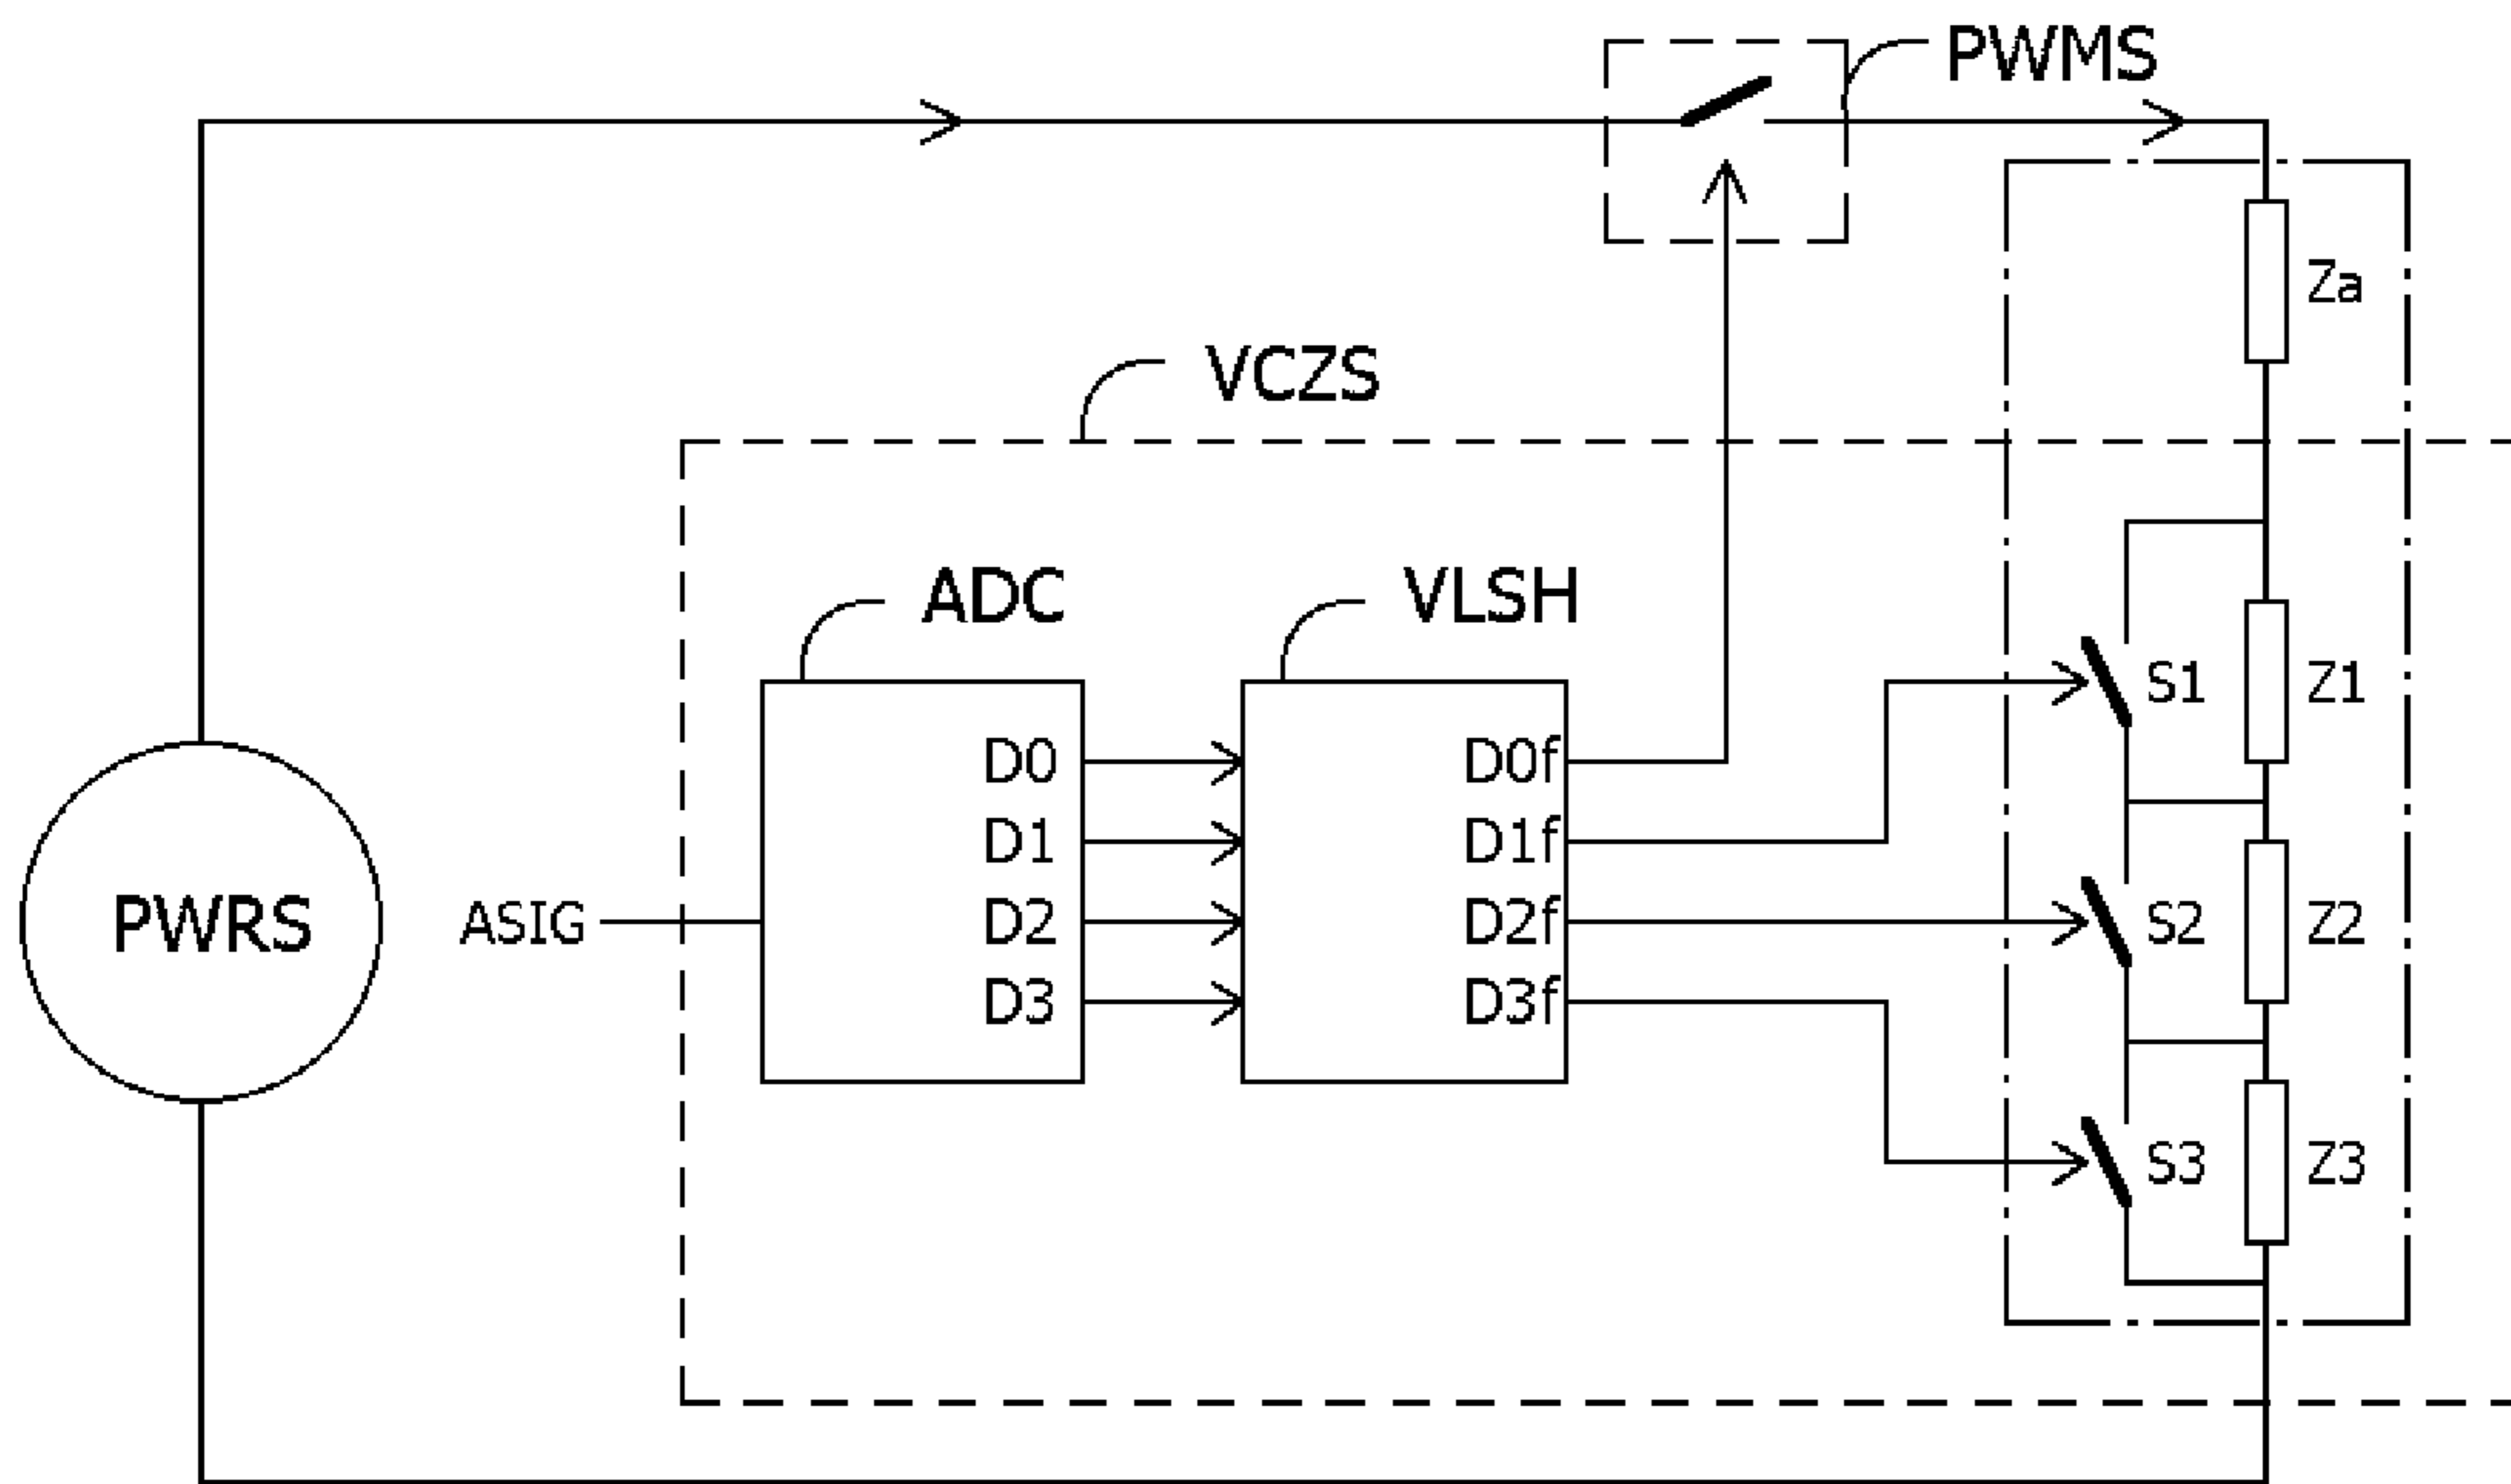 PWMS
Za
VCZS
ADC
VLSH
S1
Z1
D0
D0f
D1
D1f
PWRS
ASIG
D2
D2f
S2
Z2
D3
D3f
S3
Z3